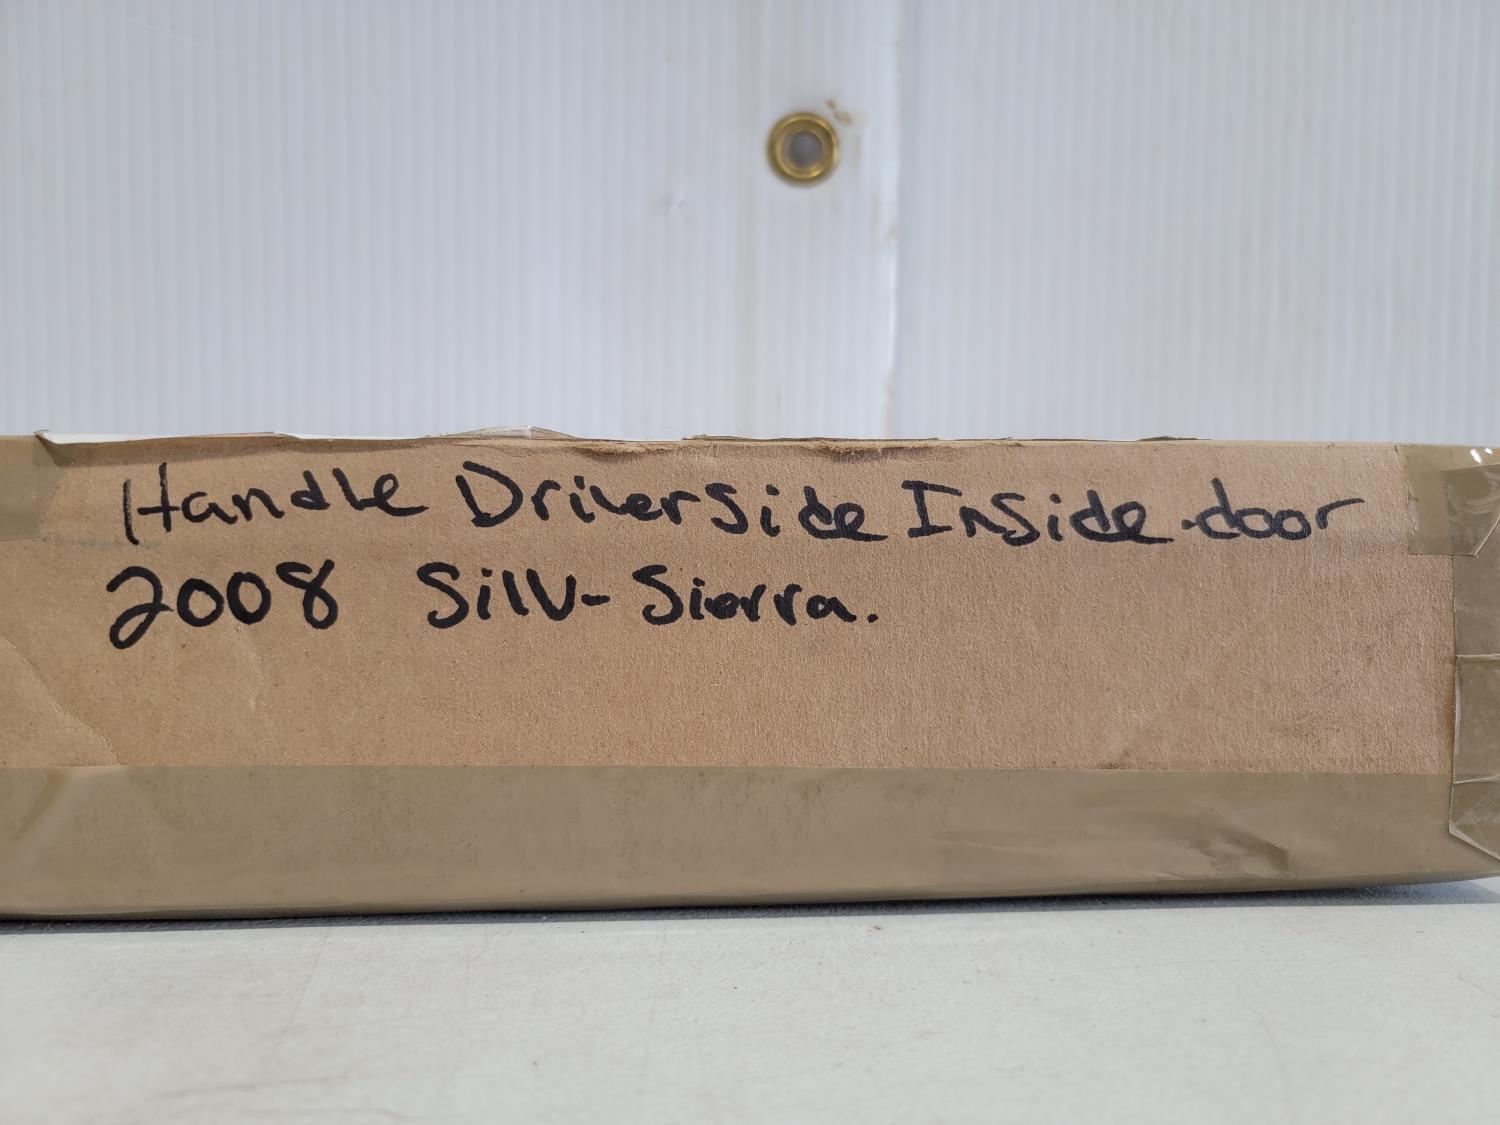 Handle Driverside Inside door
2008 Silv-Sierra.